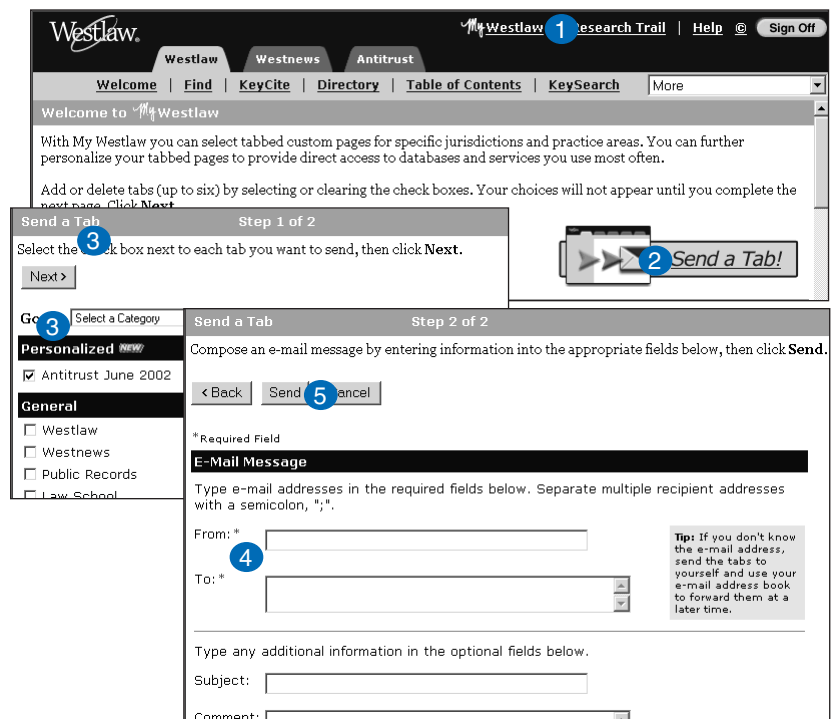 Westlaw.
My Westlaw 1 esearch Trail | Help © Sign Off
Westlaw Westnews Antitrust
Welcome | Find | KeyCite | Directory | Table of Contents | KeySearch More
Welcome to My Westlaw
With My Westlaw you can select tabbed custom pages for specific jurisdictions and practice areas. You can further
personalize your tabbed pages to provide direct access to databases and services you use most often.
Add or delete tabs (up to six) by selecting or clearing the check boxes. Your choices will not appear until you complete the
next page. Click Next
2 Send a Tab!
Send a Tab Step 1 of 2
3
Select the ck box next to each tab you want to send, then click Next.
Next >
Go 3 Select a Category
Personalized NEW
Antitrust June 2002
General
Westlaw
Westnews
Public Records
Law School
Send a Tab Step 2 of 2
Compose an e-mail message by entering information into the appropriate fields below, then click Send.
< Back Send 5 ancel
*Required Field
E-Mail Message
Type e-mail addresses in the required fields below. Separate multiple recipient addresses
with a semicolon, ";".
From: *
4
To: *
Tip: If you don't know
the e-mail address,
send the tabs to
yourself and use your
e-mail address book
to forward them at a
later time.
Type any additional information in the optional fields below.
Subject:
Comment: